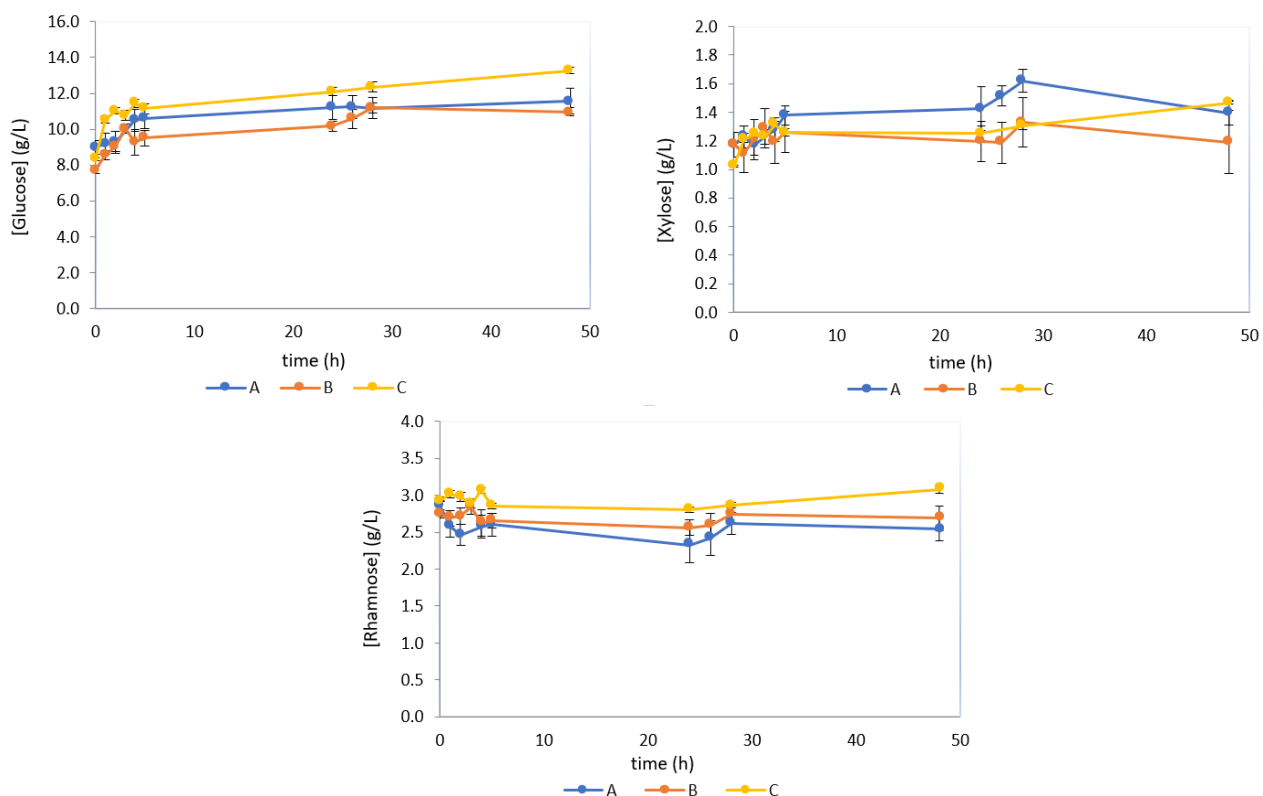 [Glucose] (g/L)
16.0
14.0
12.0
10.0
8.0
6.0
4.0
2.0
0.0
0 10 20 30 40 50
time (h)
A B C
[Xylose] (g/L)
2.0
1.8
1.6
1.4
1.2
1.0
0.8
0.6
0.4
0.2
0.0
0 10 20 30 40 50
time (h)
A B C
[Rhamnose] (g/L)
4.0
3.5
3.0
2.5
2.0
1.5
1.0
0.5
0.0
0 10 20 30 40 50
time (h)
A B C